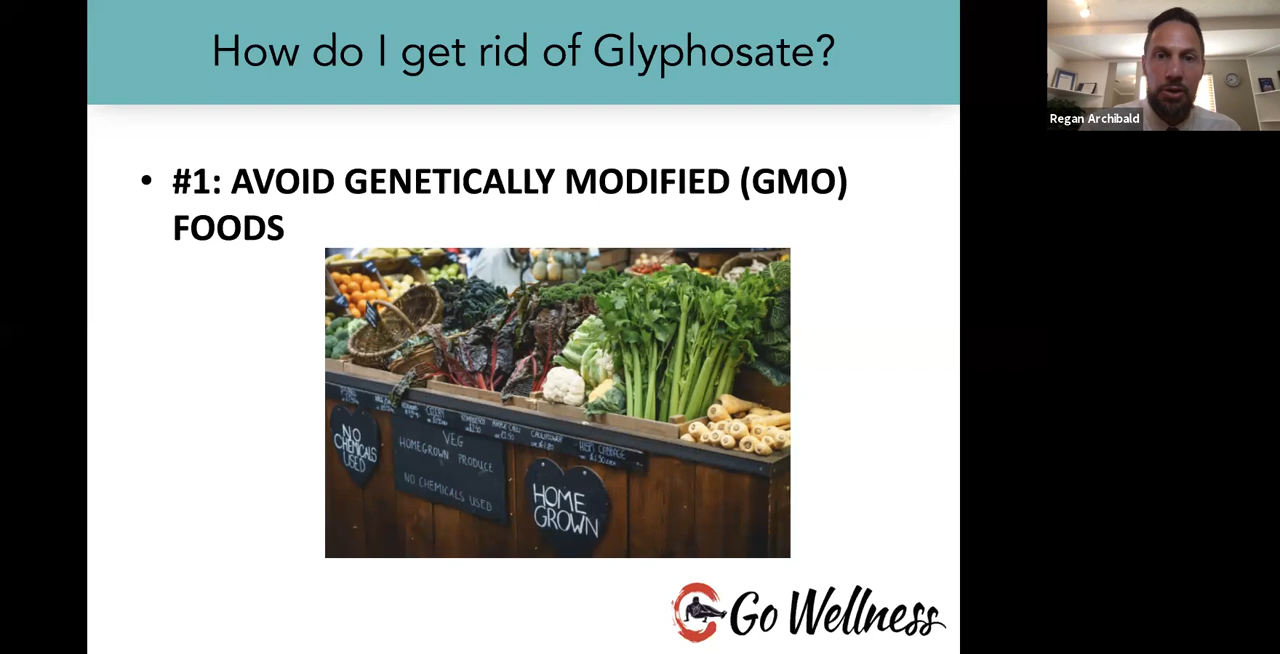 How do I get rid of Glyphosate?
Regan Archibald
• #1: AVOID GENETICALLY MODIFIED (GMO)
FOODS
NO
CHEMICALS
USED
VEG
HOMEGROWN PRODUCE
NO CHEMICALS USED
HOME
GROWN
Go Wellness